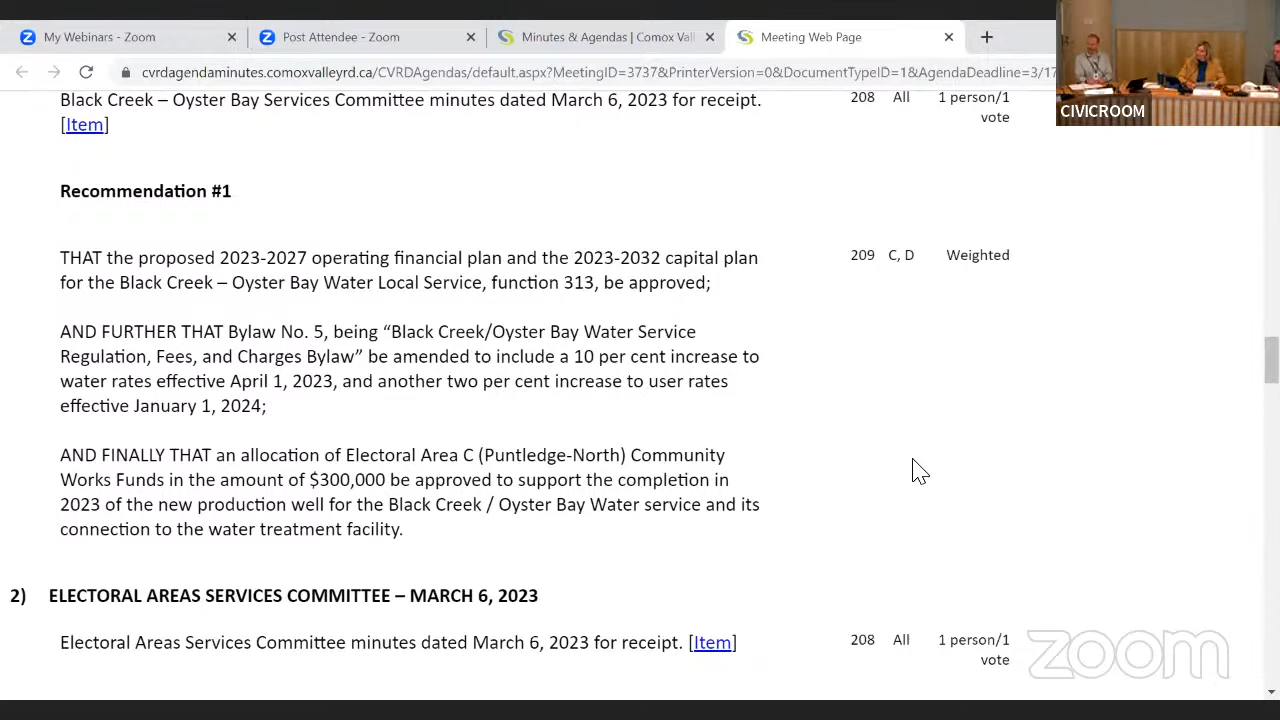 My Webinars - Zoom
Post Attendee - Zoom
Minutes & Agendas | Comox Vall
Meeting Web Page
cvrdagendaminutes.comoxvalleyrd.ca/CVRDAgendas/default.aspx?MeetingID=3737&PrinterVersion=0&DocumentTypeID=1&AgendaDeadline=3/17
CIVICROOM
Black Creek – Oyster Bay Services Committee minutes dated March 6, 2023 for receipt. 208 All 1 person/1
[Item] vote
Recommendation #1
THAT the proposed 2023-2027 operating financial plan and the 2023-2032 capital plan 209 C, D Weighted
for the Black Creek – Oyster Bay Water Local Service, function 313, be approved;
AND FURTHER THAT Bylaw No. 5, being “Black Creek/Oyster Bay Water Service
Regulation, Fees, and Charges Bylaw” be amended to include a 10 per cent increase to
water rates effective April 1, 2023, and another two per cent increase to user rates
effective January 1, 2024;
AND FINALLY THAT an allocation of Electoral Area C (Puntledge-North) Community
Works Funds in the amount of $300,000 be approved to support the completion in
2023 of the new production well for the Black Creek / Oyster Bay Water service and its
connection to the water treatment facility.
2) ELECTORAL AREAS SERVICES COMMITTEE – MARCH 6, 2023
Electoral Areas Services Committee minutes dated March 6, 2023 for receipt. [Item] 208 All 1 person/1
vote
zoom